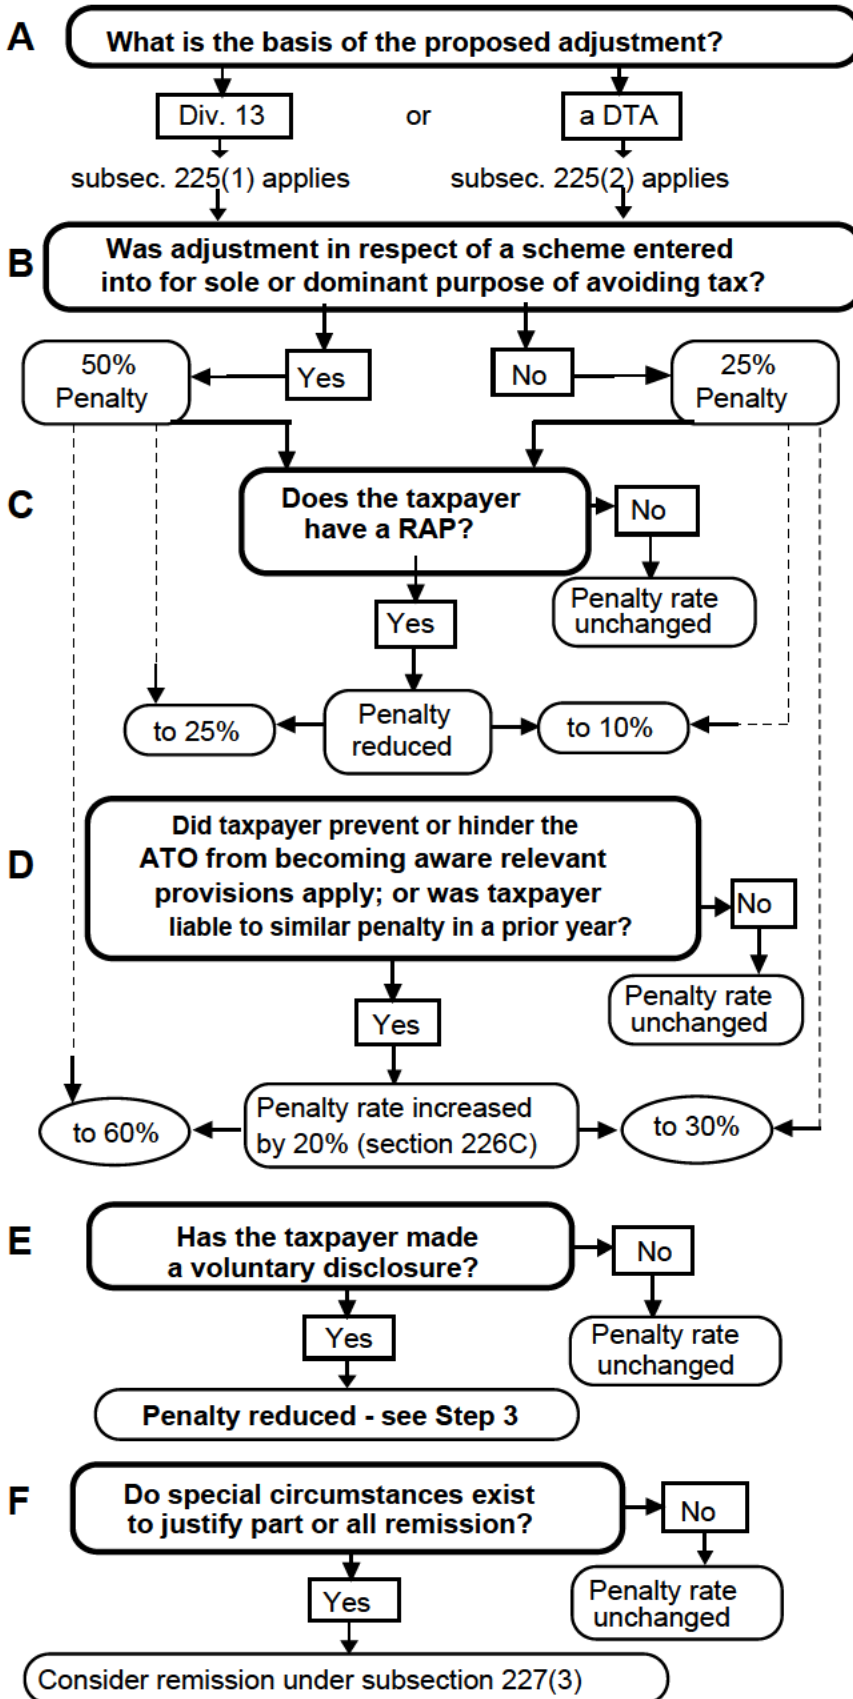 A
What is the basis of the proposed adjustment?
Div. 13
or
a DTA
subsec. 225(1) applies
subsec. 225(2) applies
B
Was adjustment in respect of a scheme entered
into for sole or dominant purpose of avoiding tax?
50%
Penalty
Yes
No
25%
Penalty
C
Does the taxpayer
have a RAP?
No
Penalty rate
unchanged
Yes
to 25%
Penalty
reduced
to 10%
D
Did taxpayer prevent or hinder the
ATO from becoming aware relevant
provisions apply; or was taxpayer
liable to similar penalty in a prior year?
No
Penalty rate
unchanged
Yes
to 60%
Penalty rate increased
by 20% (section 226C)
to 30%
E
Has the taxpayer made
a voluntary disclosure?
No
Yes
Penalty rate
unchanged
Penalty reduced - see Step 3
F
Do special circumstances exist
to justify part or all remission?
No
Yes
Penalty rate
unchanged
Consider remission under subsection 227(3)